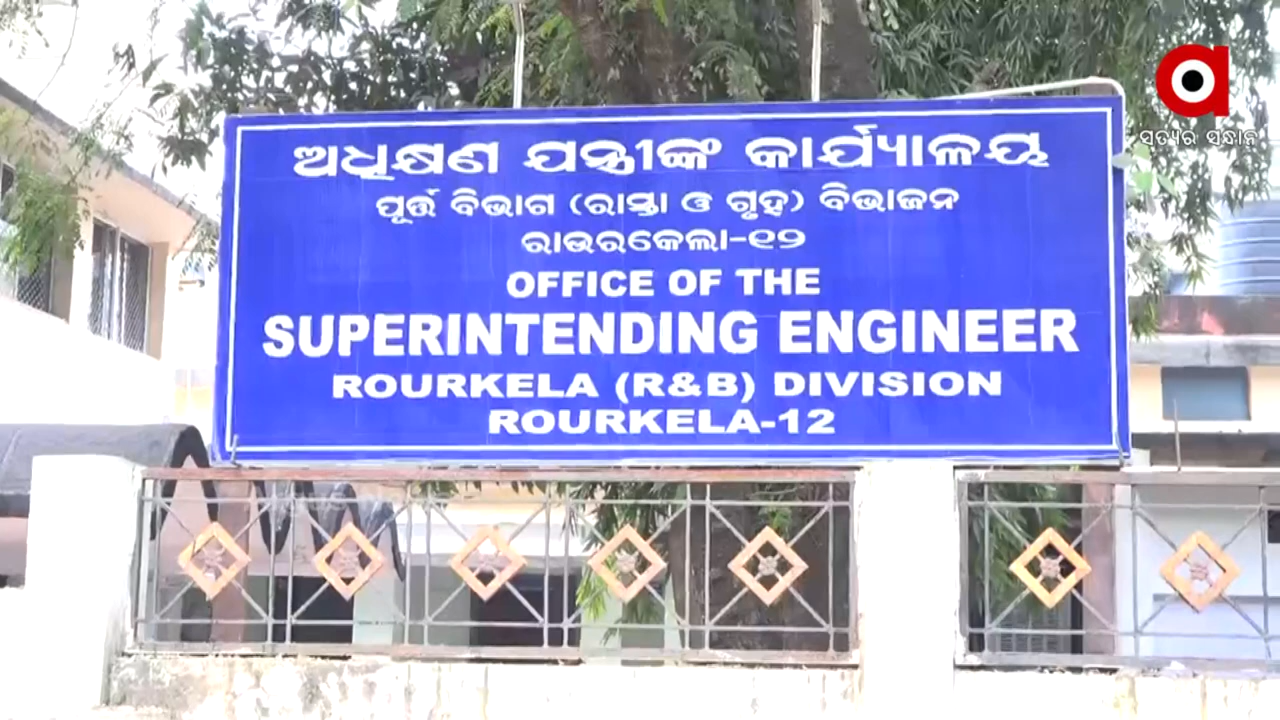 ଅଧିକ୍ଷଣ ଯନ୍ତ୍ରୀଙ୍କ କାର୍ଯ୍ୟାଳୟ
ପୂର୍ତ୍ତ ବିଭାଗ (ରାସ୍ତା ଓ ଗୃହ) ବିଭାଜନ
ରାଉରକେଲା-୧୨
OFFICE OF THE
SUPERINTENDING ENGINEER
ROURKELA (R&B) DIVISION
ROURKELA-12
a
ସତ୍ୟର ସନ୍ଧାନ